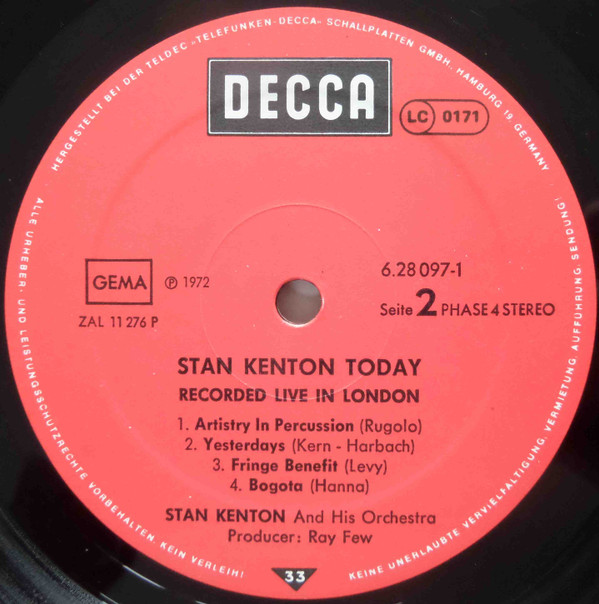 HERGESTELLT BEI DER TELDEC »TELEFUNKEN-DECCA« SCHALLPLATTEN GMBH., HAMBURG 19, GERMANY
DECCA
LC 0171
GEMA
℗ 1972
6.28 097-1
ZAL 11 276 P
Seite 2 PHASE 4 STEREO
STAN KENTON TODAY
RECORDED LIVE IN LONDON
1. Artistry In Percussion (Rugolo)
2. Yesterdays (Kern - Harbach)
3. Fringe Benefit (Levy)
4. Bogota (Hanna)
STAN KENTON And His Orchestra
Producer: Ray Few
33
ALLE URHEBER- UND LEISTUNGSSCHUTZRECHTE VORBEHALTEN. KEIN VERLEIH!
KEINE UNERLAUBTE VERVIELFÄLTIGUNG, VERMIETUNG, AUFFÜHRUNG, SENDUNG!